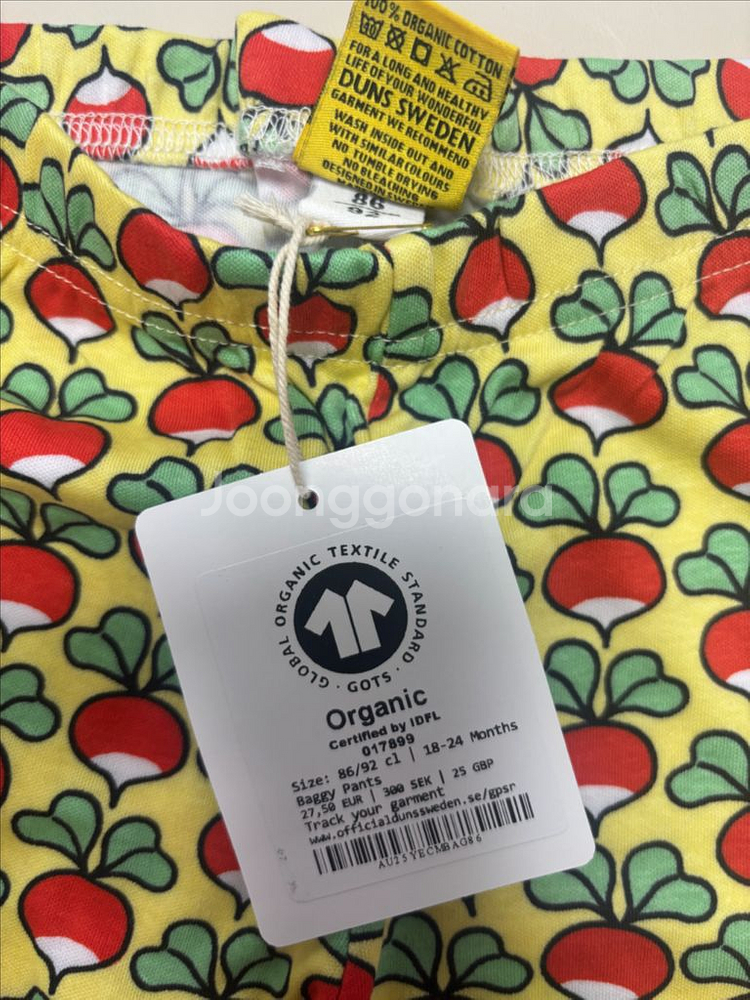 100% ORGANIC COTTON
FOR A LONG AND HEALTHY
LIFE OF YOUR WONDERFUL
DUNS SWEDEN
GARMENT WE RECOMMEND
WASH INSIDE OUT AND
WITH SIMILAR COLOURS
NO TUMBLE DRYING
NO BLEACHING
86
92
Joonggonara
GLOBAL ORGANIC TEXTILE STANDARD · GOTS ·
Organic
Certified by IDFL
017899
Size: 86/92 cl | 18-24 Months
Baggy Pants
27,50 EUR | 300 SEK | 25 GBP
Track your garment
www.officialdunssweden.se/gpsr
AU25YECMBAG86